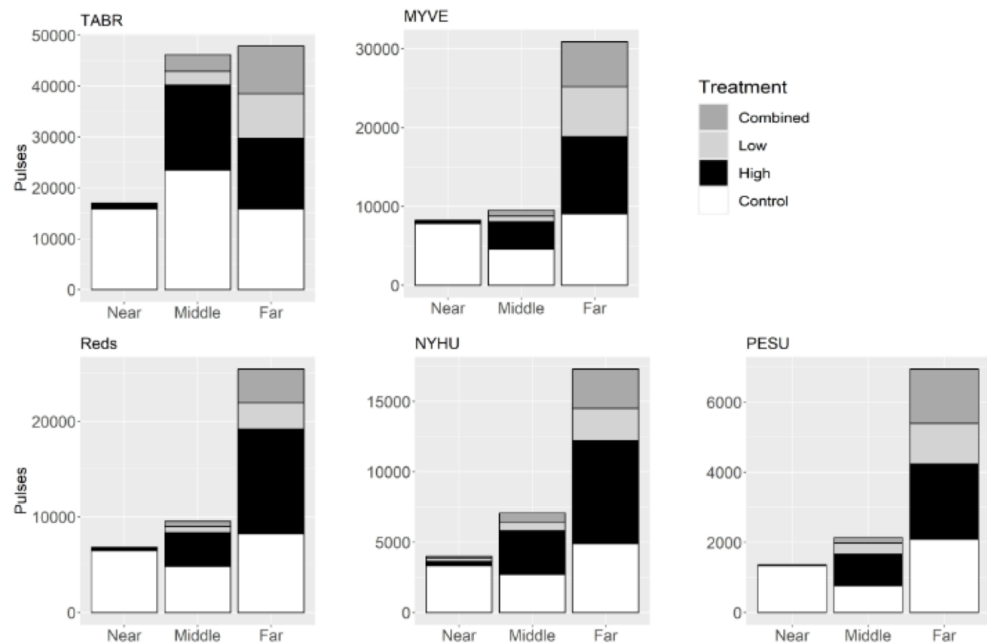 TABR
50000
40000
30000
20000
10000
0
Pulses
Near Middle Far
MYVE
30000
20000
10000
0
Near Middle Far
Treatment
Combined
Low
High
Control
Reds
20000
10000
0
Pulses
Near Middle Far
NYHU
15000
10000
5000
0
Near Middle Far
PESU
6000
4000
2000
0
Near Middle Far